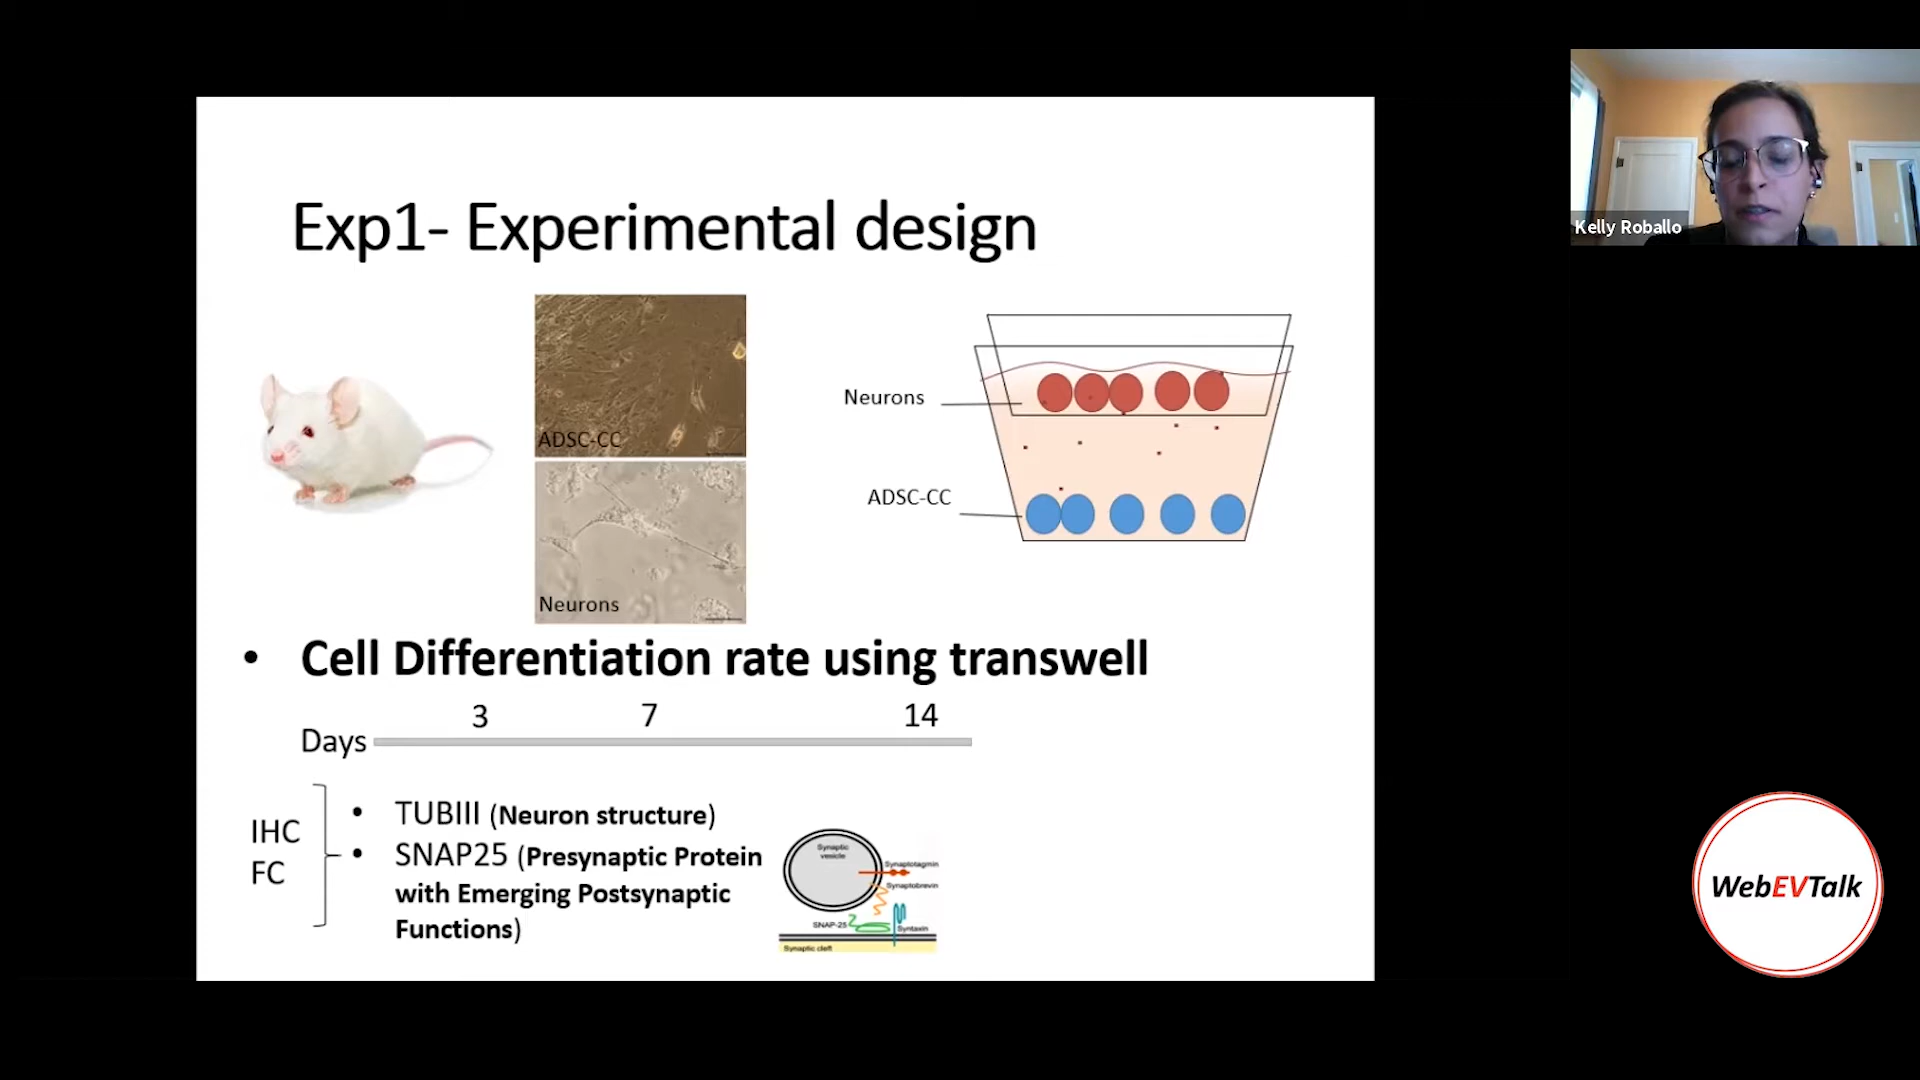 Exp1- Experimental design
ADSC-CC
Neurons
Neurons
ADSC-CC
• Cell Differentiation rate using transwell
3 7 14
Days
IHC
FC
• TUBIII (Neuron structure)
• SNAP25 (Presynaptic Protein
with Emerging Postsynaptic
Functions)
Synaptic
vesicle
Synaptotagmin
Synaptobrevin
SNAP-25
Syntaxin
Synaptic cleft
Kelly Roballo
WebEVTalk